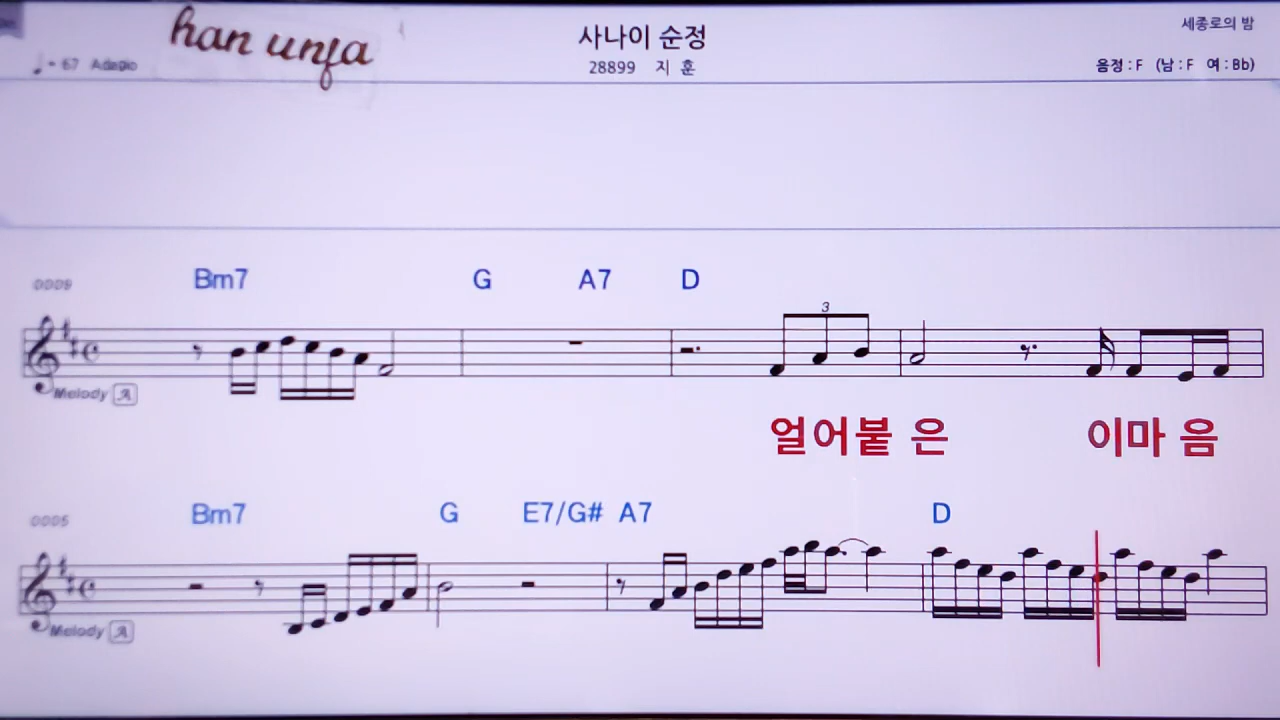 han unja
사나이 순정
세종로의 밤
♩= 67 Adagio
28899 지 훈
음정 : F (남 : F 여 : Bb)
0009
Bm7 G A7 D
3
Melody A
얼어붙 은 이마 음
0005
Bm7 G E7/G# A7 D
Melody A